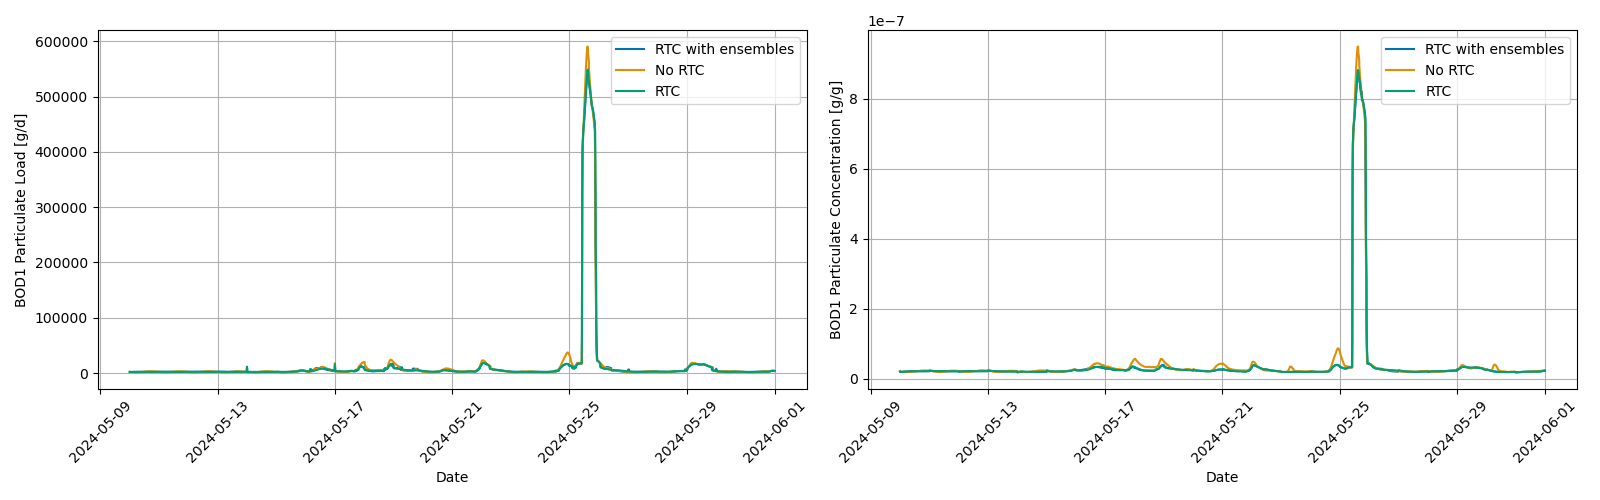 BOD1 Particulate Load [g/d]
600000
500000
400000
300000
200000
100000
0
RTC with ensembles
No RTC
RTC
2024-05-09
2024-05-13
2024-05-17
2024-05-21
2024-05-25
2024-05-29
2024-06-01
Date
1e−7
BOD1 Particulate Concentration [g/g]
8
6
4
2
0
RTC with ensembles
No RTC
RTC
2024-05-09
2024-05-13
2024-05-17
2024-05-21
2024-05-25
2024-05-29
2024-06-01
Date